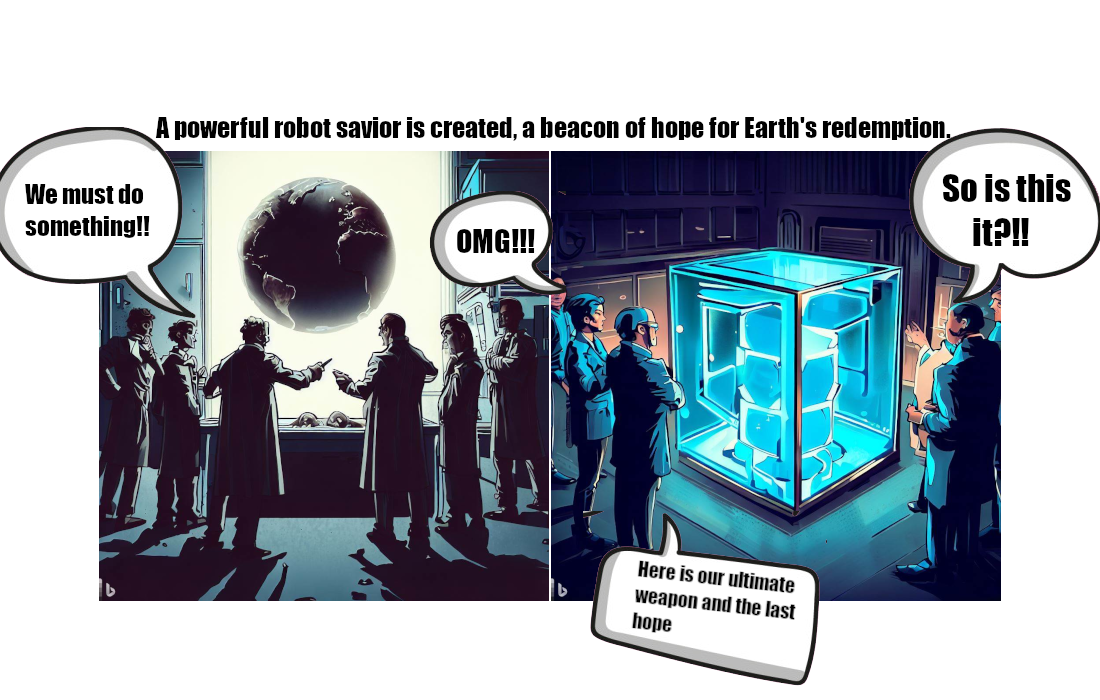 A powerful robot savior is created, a beacon of hope for Earth's redemption.
We must do
something!!
OMG!!!
So is this
it?!!
Here is our ultimate
weapon and the last
hope